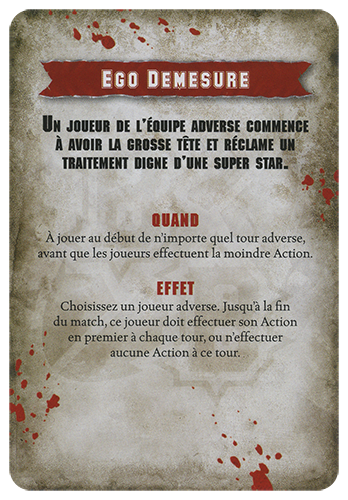 EGO DEMESURE
UN JOUEUR DE L'ÉQUIPE ADVERSE COMMENCE
À AVOIR LA GROSSE TÊTE ET RÉCLAME UN
TRAITEMENT DIGNE D'UNE SUPER STAR.
QUAND
À jouer au début de n'importe quel tour adverse,
avant que les joueurs effectuent la moindre Action.
EFFET
Choisissez un joueur adverse. Jusqu'à la fin
du match, ce joueur doit effectuer son Action
en premier à chaque tour, ou n'effectuer
aucune Action à ce tour.